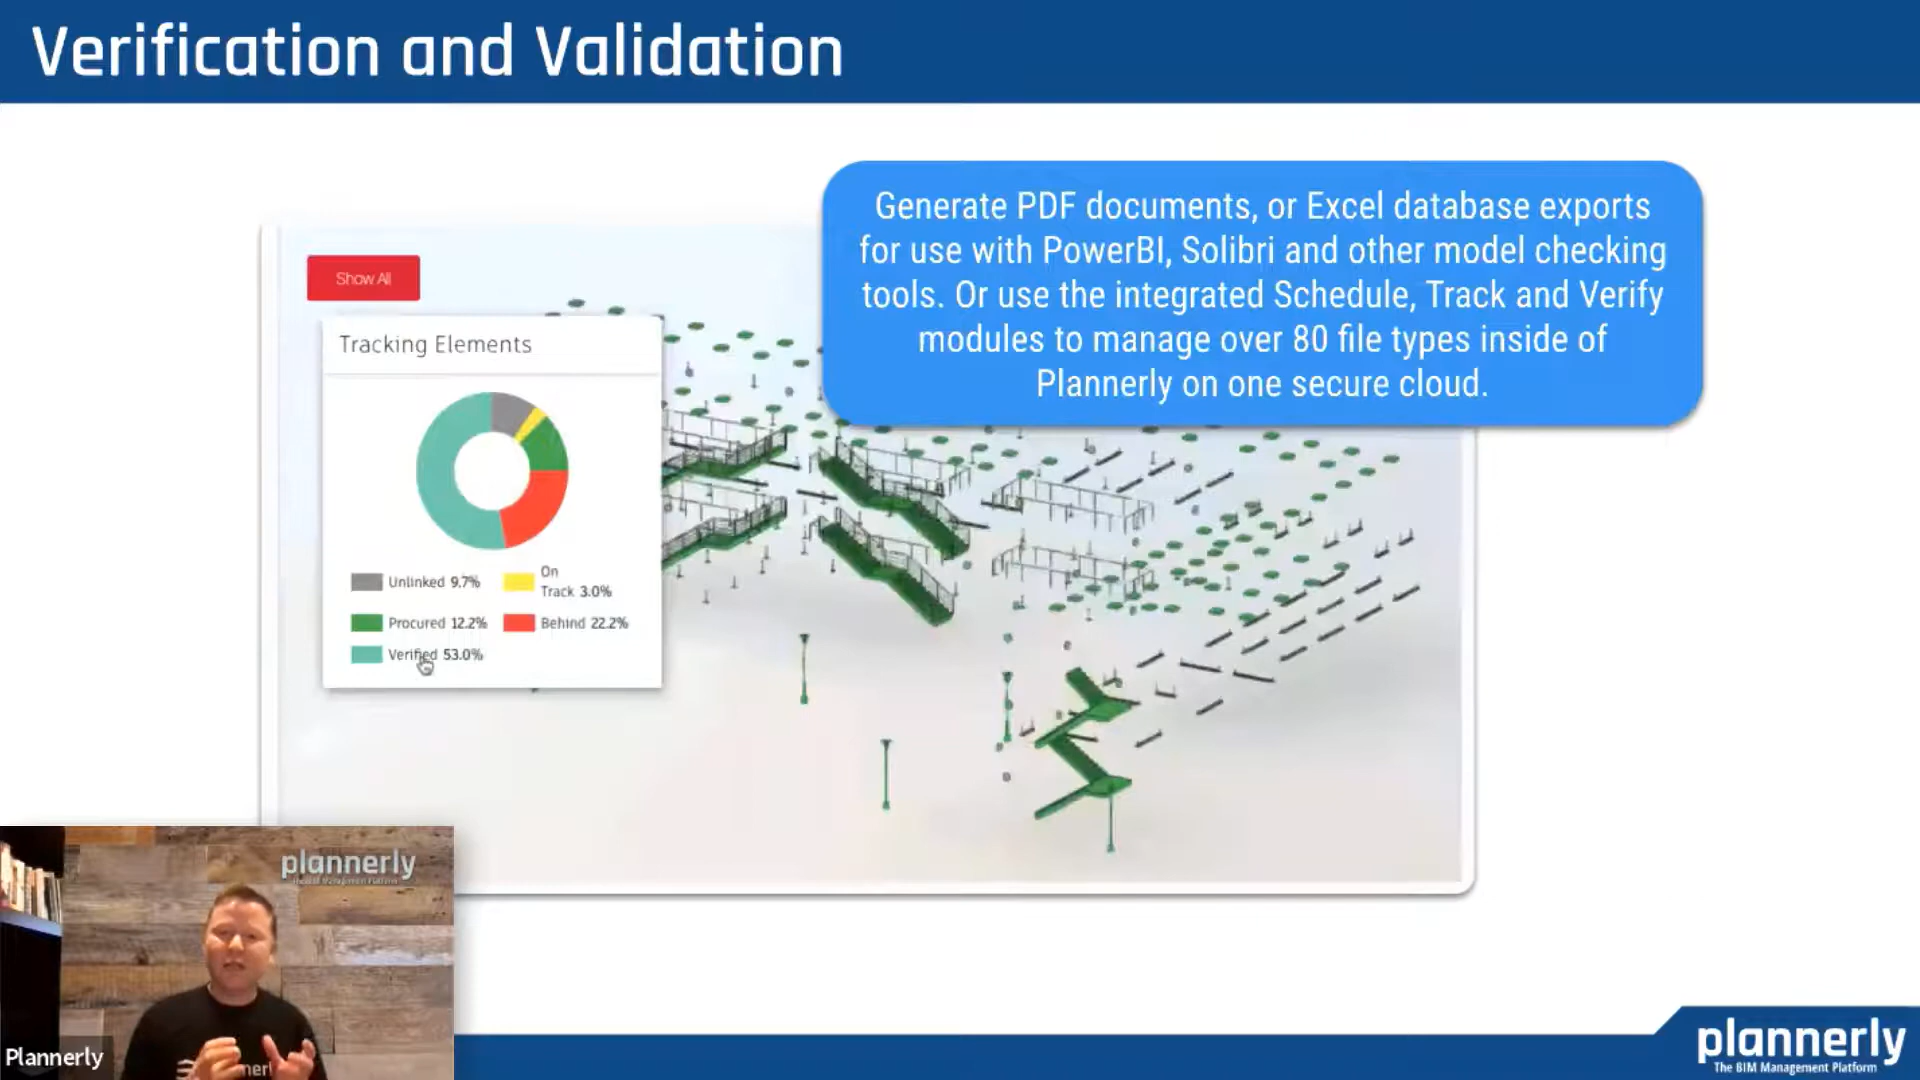 Verification and Validation
Generate PDF documents, or Excel database exports
for use with PowerBI, Solibri and other model checking
tools. Or use the integrated Schedule, Track and Verify
modules to manage over 80 file types inside of
Plannerly on one secure cloud.
Show All
Tracking Elements
Unlinked 9.7%
On
Track 3.0%
Procured 12.2%
Behind 22.2%
Verified 53.0%
plannerly
Plannerly
plannerly
The BIM Management Platform